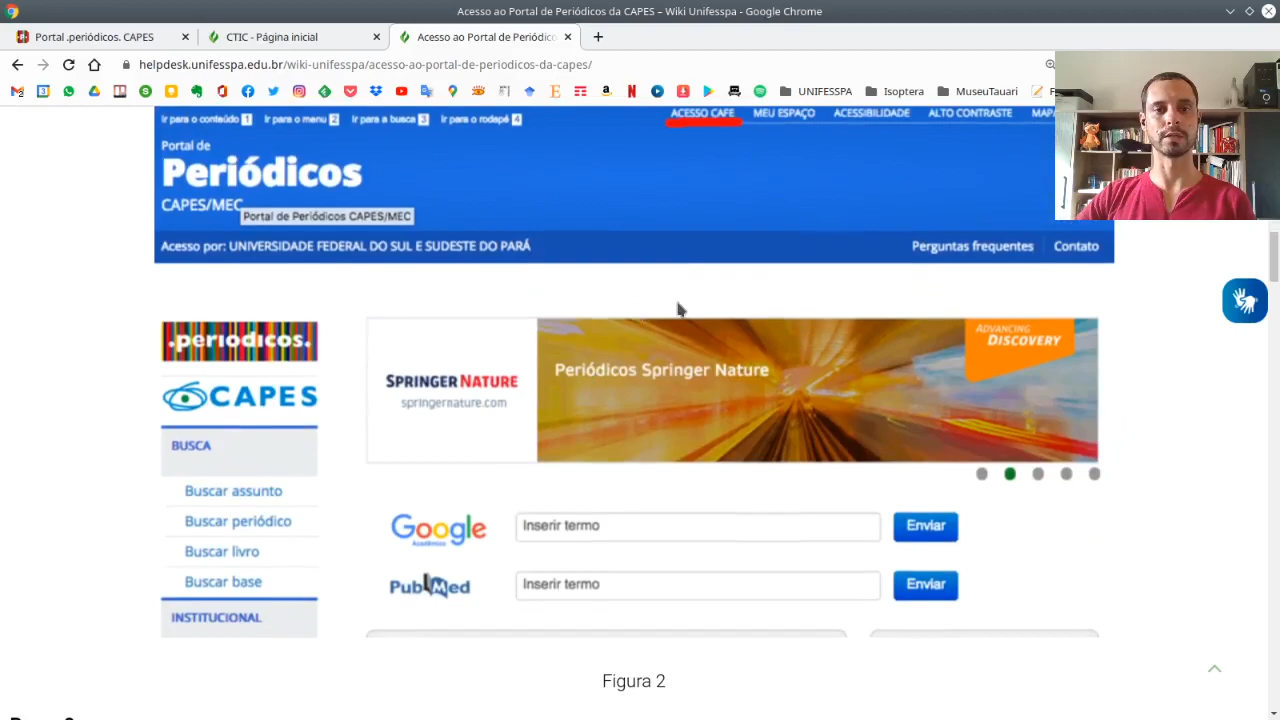 Acesso ao Portal de Periódicos da CAPES – Wiki Unifesspa - Google Chrome
Portal .periódicos. CAPES
CTIC - Página inicial
Acesso ao Portal de Periódico
helpdesk.unifesspa.edu.br/wiki-unifesspa/acesso-ao-portal-de-periodicos-da-capes/
UNIFESSPA
Isoptera
MuseuTauari
Ir para o conteúdo 1 Ir para o menu 2 Ir para a busca 3 Ir para o rodapé 4
ACESSO CAFE MEU ESPAÇO ACESSIBILIDADE ALTO CONTRASTE MAPA
Portal de
Periódicos
CAPES/MEC
Portal de Periódicos CAPES/MEC
Acesso por: UNIVERSIDADE FEDERAL DO SUL E SUDESTE DO PARÁ
Perguntas frequentes Contato
.periodicos.
CAPES
BUSCA
Buscar assunto
Buscar periódico
Buscar livro
Buscar base
INSTITUCIONAL
SPRINGER NATURE
springernature.com
Periódicos Springer Nature
ADVANCING
DISCOVERY
Google
Acadêmico
Inserir termo
Enviar
PubMed
Inserir termo
Enviar
Figura 2